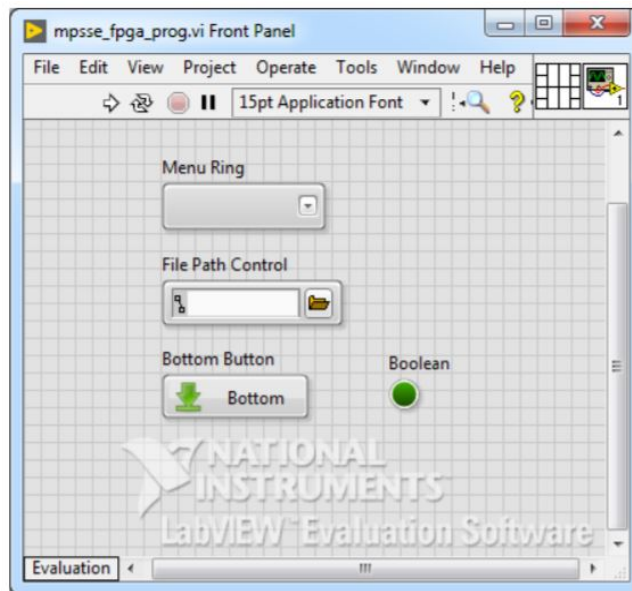 mpsse_fpga_prog.vi Front Panel
File Edit View Project Operate Tools Window Help
15pt Application Font
1
Menu Ring
File Path Control
Bottom Button
Boolean
Bottom
NATIONAL
INSTRUMENTS
LabVIEW™ Evaluation Software
Evaluation